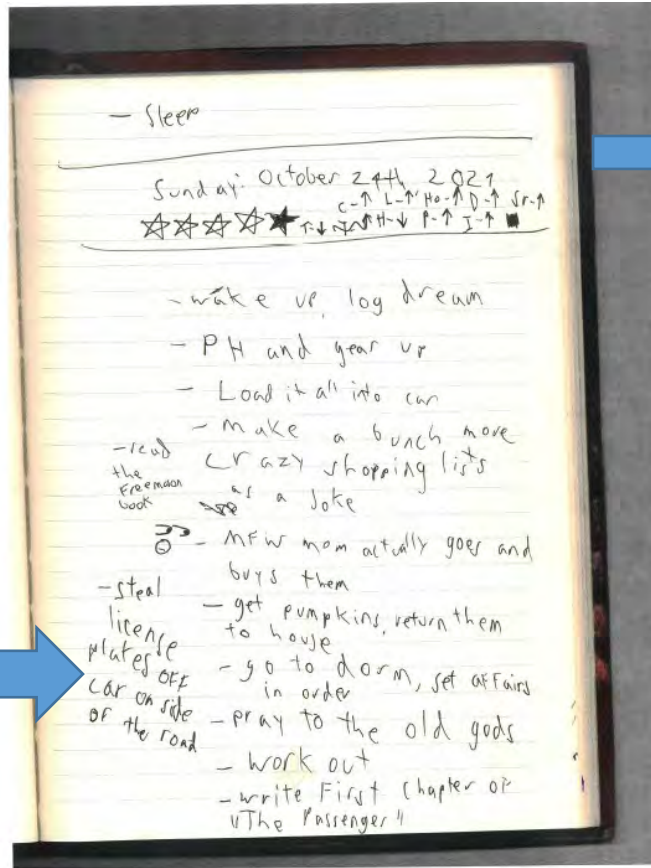 - Sleep
Sunday: October 24th 2021
C-↑ L-↑ Ho-↑ D-↑ Sr-↑
H-↓ P-↑ I-↑
- wake up, log dream
- PH and gear up
- Load it all into car
- make a bunch more
crazy shopping lists
as a Joke
- read
the
Freemason
book
- MFW mom actually goes and
buys them
- get pumpkins, return them
to house
- steal
license
plates OFF
car on side
OF the road
- go to dorm, set affairs
in order
- pray to the old gods
- work out
- write First Chapter OF
"The Passenger"